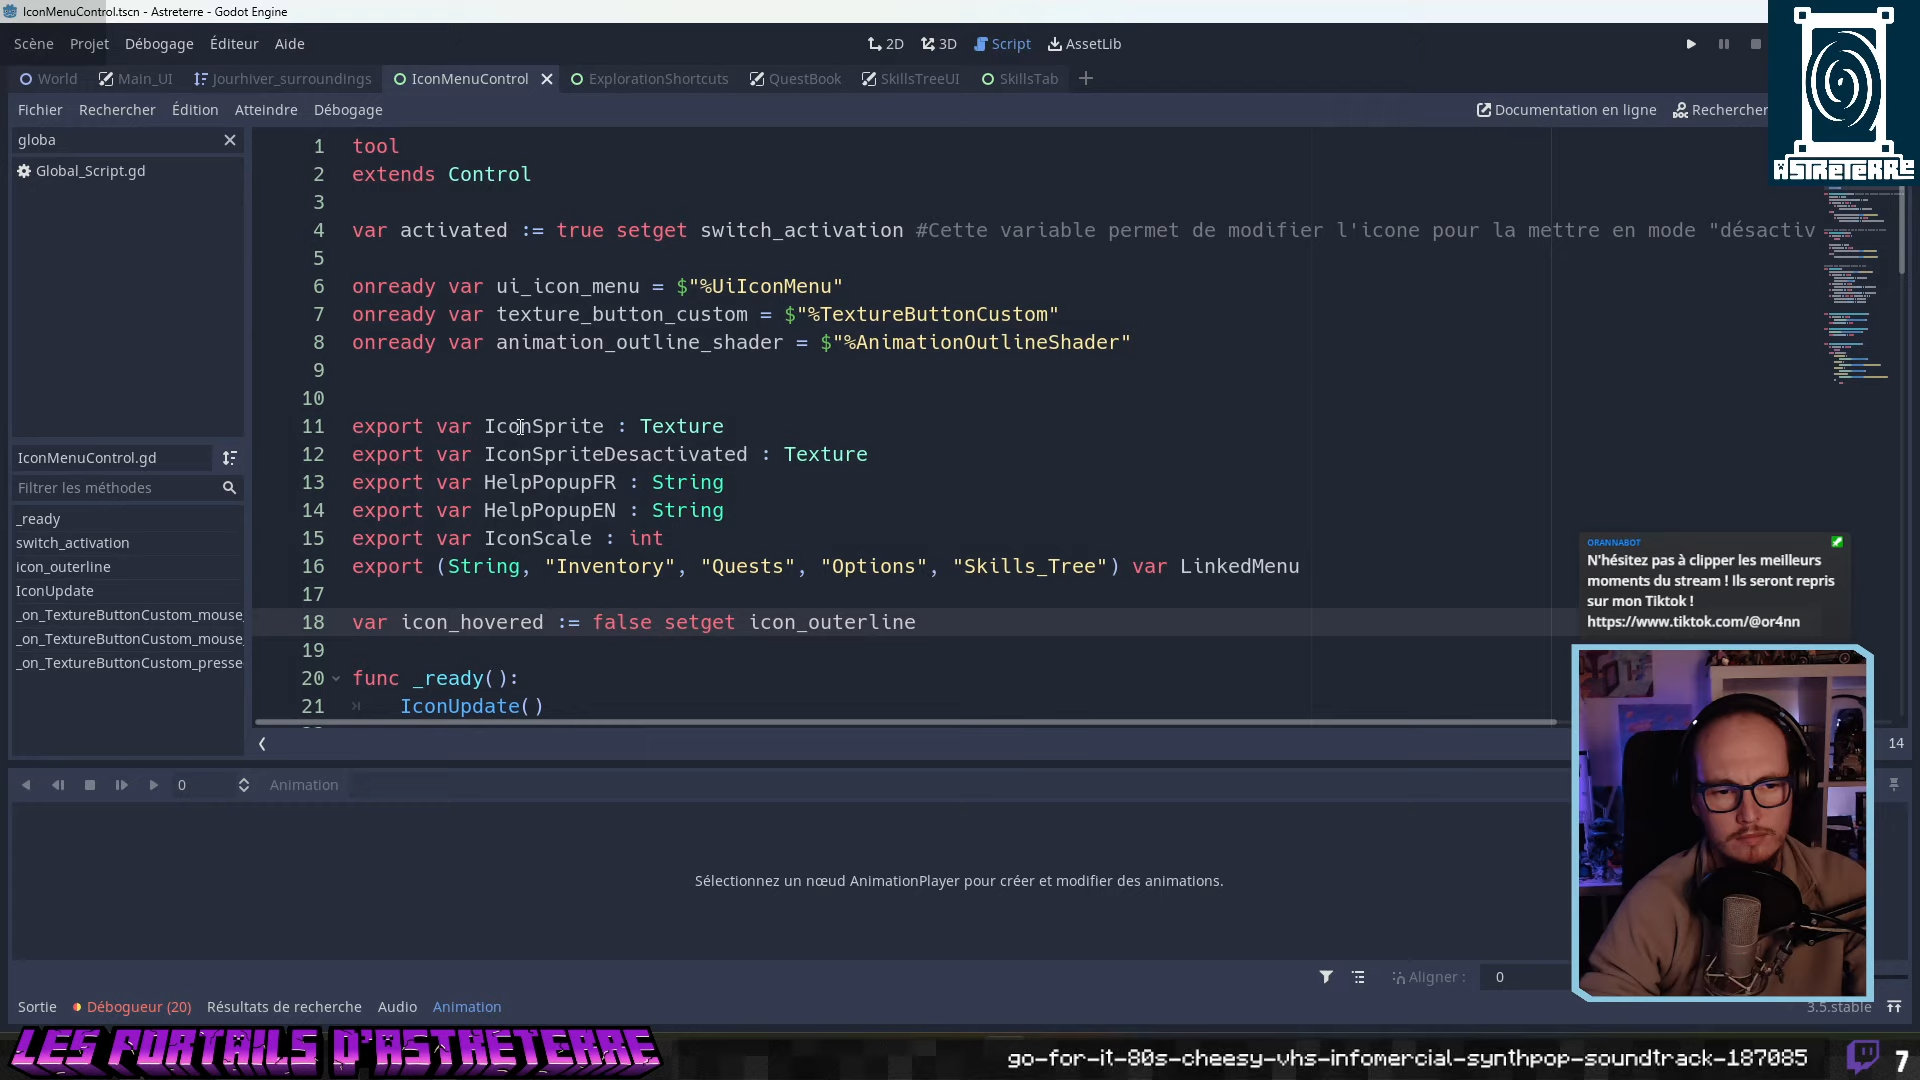 IconMenuControl.tscn - Astreterre - Godot Engine
Scène Projet Débogage Éditeur Aide
2D 3D Script AssetLib
World Main_UI Jourhiver_surroundings IconMenuControl ExplorationShortcuts QuestBook SkillsTreeUI SkillsTab
Fichier Rechercher Édition Atteindre Débogage
Documentation en ligne Rechercher
ASTRETERRE
globa
Global_Script.gd
IconMenuControl.gd
Filtrer les méthodes
_ready
switch_activation
icon_outerline
IconUpdate
_on_TextureButtonCustom_mouse_
_on_TextureButtonCustom_mouse_
_on_TextureButtonCustom_presse
1 tool
2 extends Control
3
4 var activated := true setget switch_activation #Cette variable permet de modifier l'icone pour la mettre en mode "désactiv
5
6 onready var ui_icon_menu = $"%UiIconMenu"
7 onready var texture_button_custom = $"%TextureButtonCustom"
8 onready var animation_outline_shader = $"%AnimationOutlineShader"
9
10
11 export var IconSprite : Texture
12 export var IconSpriteDesactivated : Texture
13 export var HelpPopupFR : String
14 export var HelpPopupEN : String
15 export var IconScale : int
16 export (String, "Inventory", "Quests", "Options", "Skills_Tree") var LinkedMenu
17
18 var icon_hovered := false setget icon_outerline
19
20 func _ready():
21 IconUpdate()
14
ORANNABOT
N'hésitez pas à clipper les meilleurs
moments du stream ! Ils seront repris
sur mon Tiktok !
https://www.tiktok.com/@or4nn
0 Animation
Sélectionnez un nœud AnimationPlayer pour créer et modifier des animations.
Aligner : 0
Sortie Débogueur (20) Résultats de recherche Audio Animation
3.5.stable
LES PORTAILS D'ASTRETERRE
go-for-it-80s-cheesy-vhs-infomercial-synthpop-soundtrack-187085
7